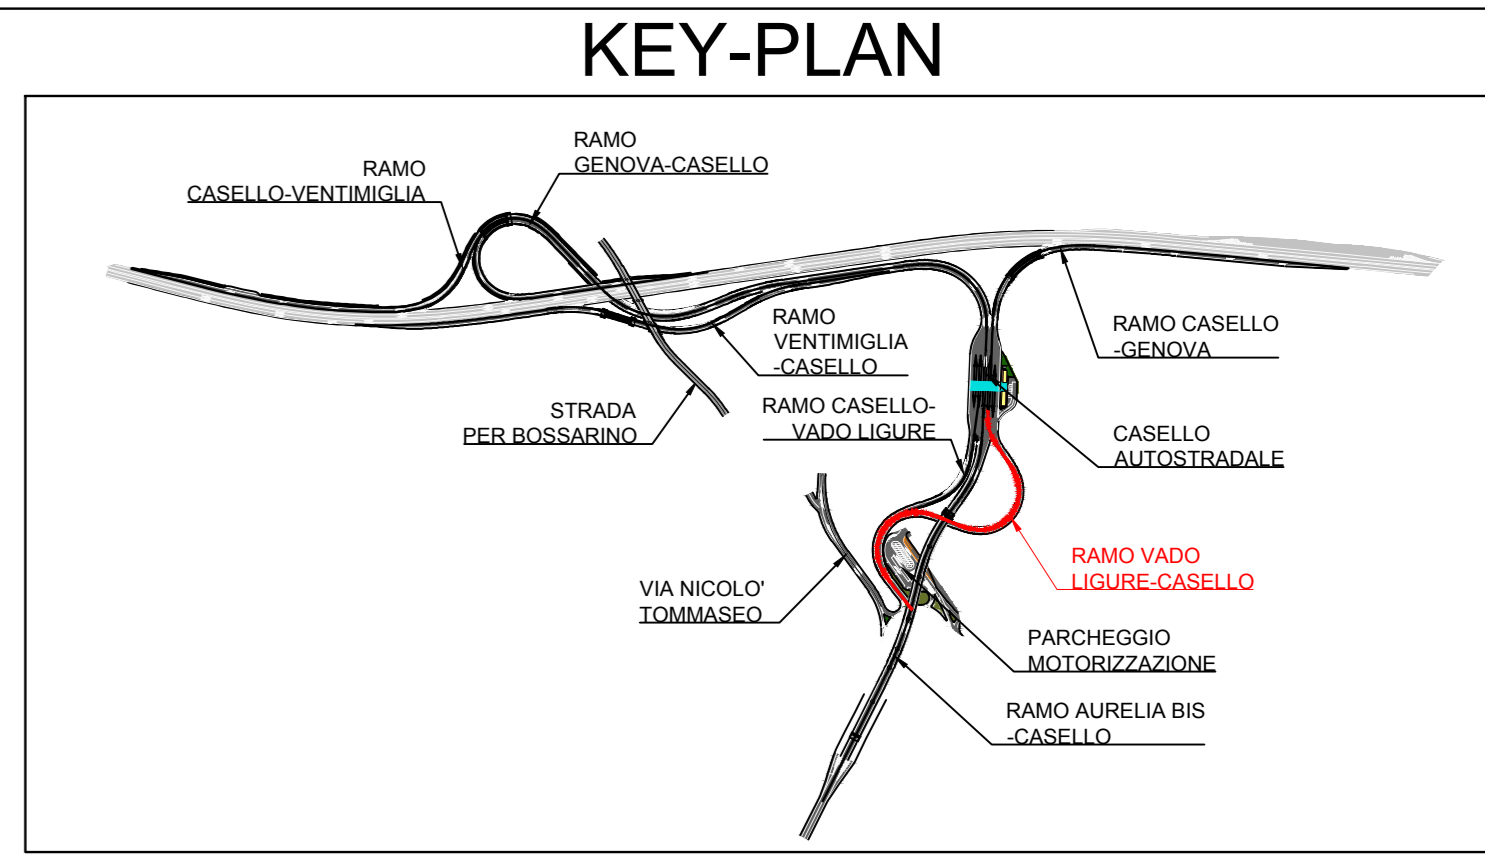 KEY-PLAN
RAMO
GENOVA-CASELLO
RAMO
CASELLO-VENTIMIGLIA
RAMO
VENTIMIGLIA
-CASELLO
RAMO CASELLO
-GENOVA
STRADA
PER BOSSARINO
RAMO CASELLO-
VADO LIGURE
CASELLO
AUTOSTRADALE
RAMO VADO
LIGURE-CASELLO
VIA NICOLO'
TOMMASEO
PARCHEGGIO
MOTORIZZAZIONE
RAMO AURELIA BIS
-CASELLO